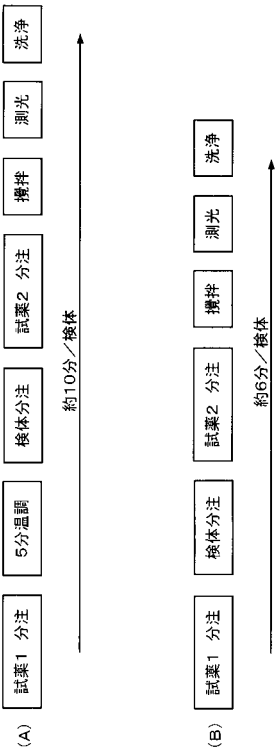 (A)
試薬1 分注
5分温調
検体分注
試薬2 分注
攪拌
測光
洗浄
約10分／検体
(B)
試薬1 分注
検体分注
試薬2 分注
攪拌
測光
洗浄
約6分／検体